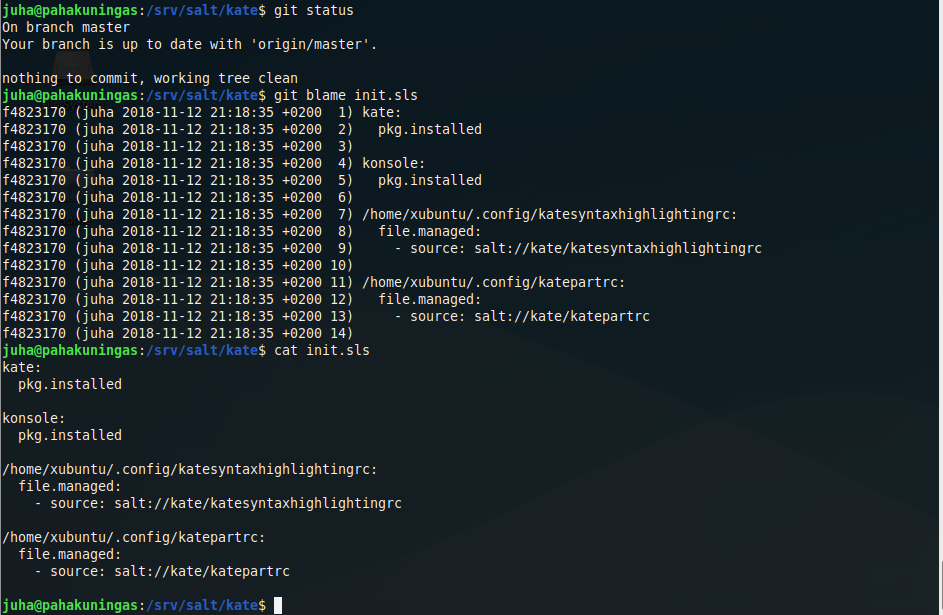 juha@pahakuningas:/srv/salt/kate$ git status
On branch master
Your branch is up to date with 'origin/master'.

nothing to commit, working tree clean
juha@pahakuningas:/srv/salt/kate$ git blame init.sls
f4823170 (juha 2018-11-12 21:18:35 +0200  1) kate:
f4823170 (juha 2018-11-12 21:18:35 +0200  2)   pkg.installed
f4823170 (juha 2018-11-12 21:18:35 +0200  3)
f4823170 (juha 2018-11-12 21:18:35 +0200  4) konsole:
f4823170 (juha 2018-11-12 21:18:35 +0200  5)   pkg.installed
f4823170 (juha 2018-11-12 21:18:35 +0200  6)
f4823170 (juha 2018-11-12 21:18:35 +0200  7) /home/xubuntu/.config/katesyntaxhighlightingrc:
f4823170 (juha 2018-11-12 21:18:35 +0200  8)   file.managed:
f4823170 (juha 2018-11-12 21:18:35 +0200  9)     - source: salt://kate/katesyntaxhighlightingrc
f4823170 (juha 2018-11-12 21:18:35 +0200 10)
f4823170 (juha 2018-11-12 21:18:35 +0200 11) /home/xubuntu/.config/katepartrc:
f4823170 (juha 2018-11-12 21:18:35 +0200 12)   file.managed:
f4823170 (juha 2018-11-12 21:18:35 +0200 13)     - source: salt://kate/katepartrc
f4823170 (juha 2018-11-12 21:18:35 +0200 14)
juha@pahakuningas:/srv/salt/kate$ cat init.sls
kate:
  pkg.installed

konsole:
  pkg.installed

/home/xubuntu/.config/katesyntaxhighlightingrc:
  file.managed:
    - source: salt://kate/katesyntaxhighlightingrc

/home/xubuntu/.config/katepartrc:
  file.managed:
    - source: salt://kate/katepartrc

juha@pahakuningas:/srv/salt/kate$